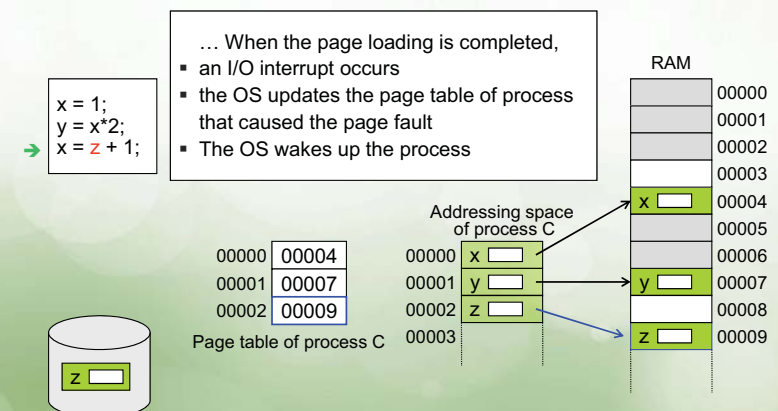 … When the page loading is completed,
▪ an I/O interrupt occurs
▪ the OS updates the page table of process
that caused the page fault
▪ The OS wakes up the process
x = 1;
y = x*2;
➔ x = z + 1;
RAM
00000
00001
00002
00003
x 00004
00005
00006
y 00007
00008
z 00009
Addressing space
of process C
00000 x
00001 y
00002 z
00003
00000 00004
00001 00007
00002 00009
Page table of process C
z